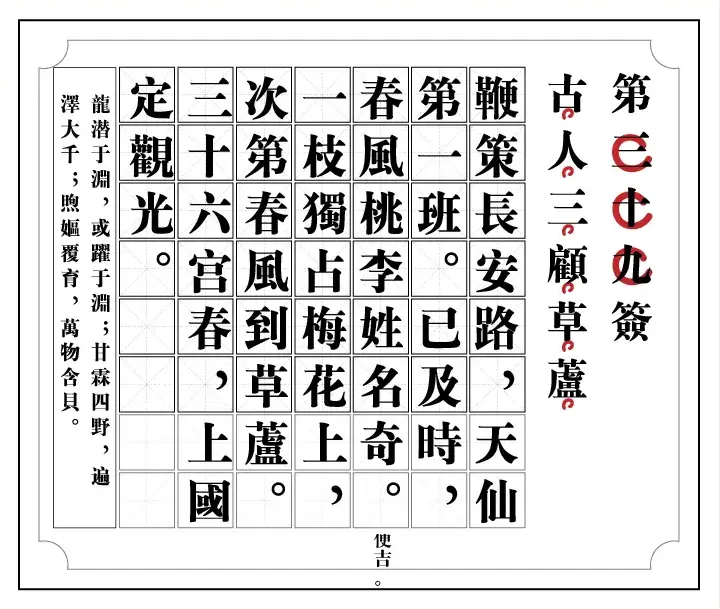 第三十九簽
古人三顧草蘆
鞭策長安路，天仙
第一班。已及時，
春風桃李姓名奇。
一枝獨占梅花上，
次第春風到草蘆。
三十六宮春，上國
定觀光。
龍潛于淵，或躍于淵；甘霖四野，遍
澤大千；煦嫗覆育，萬物含貝。
便吉。